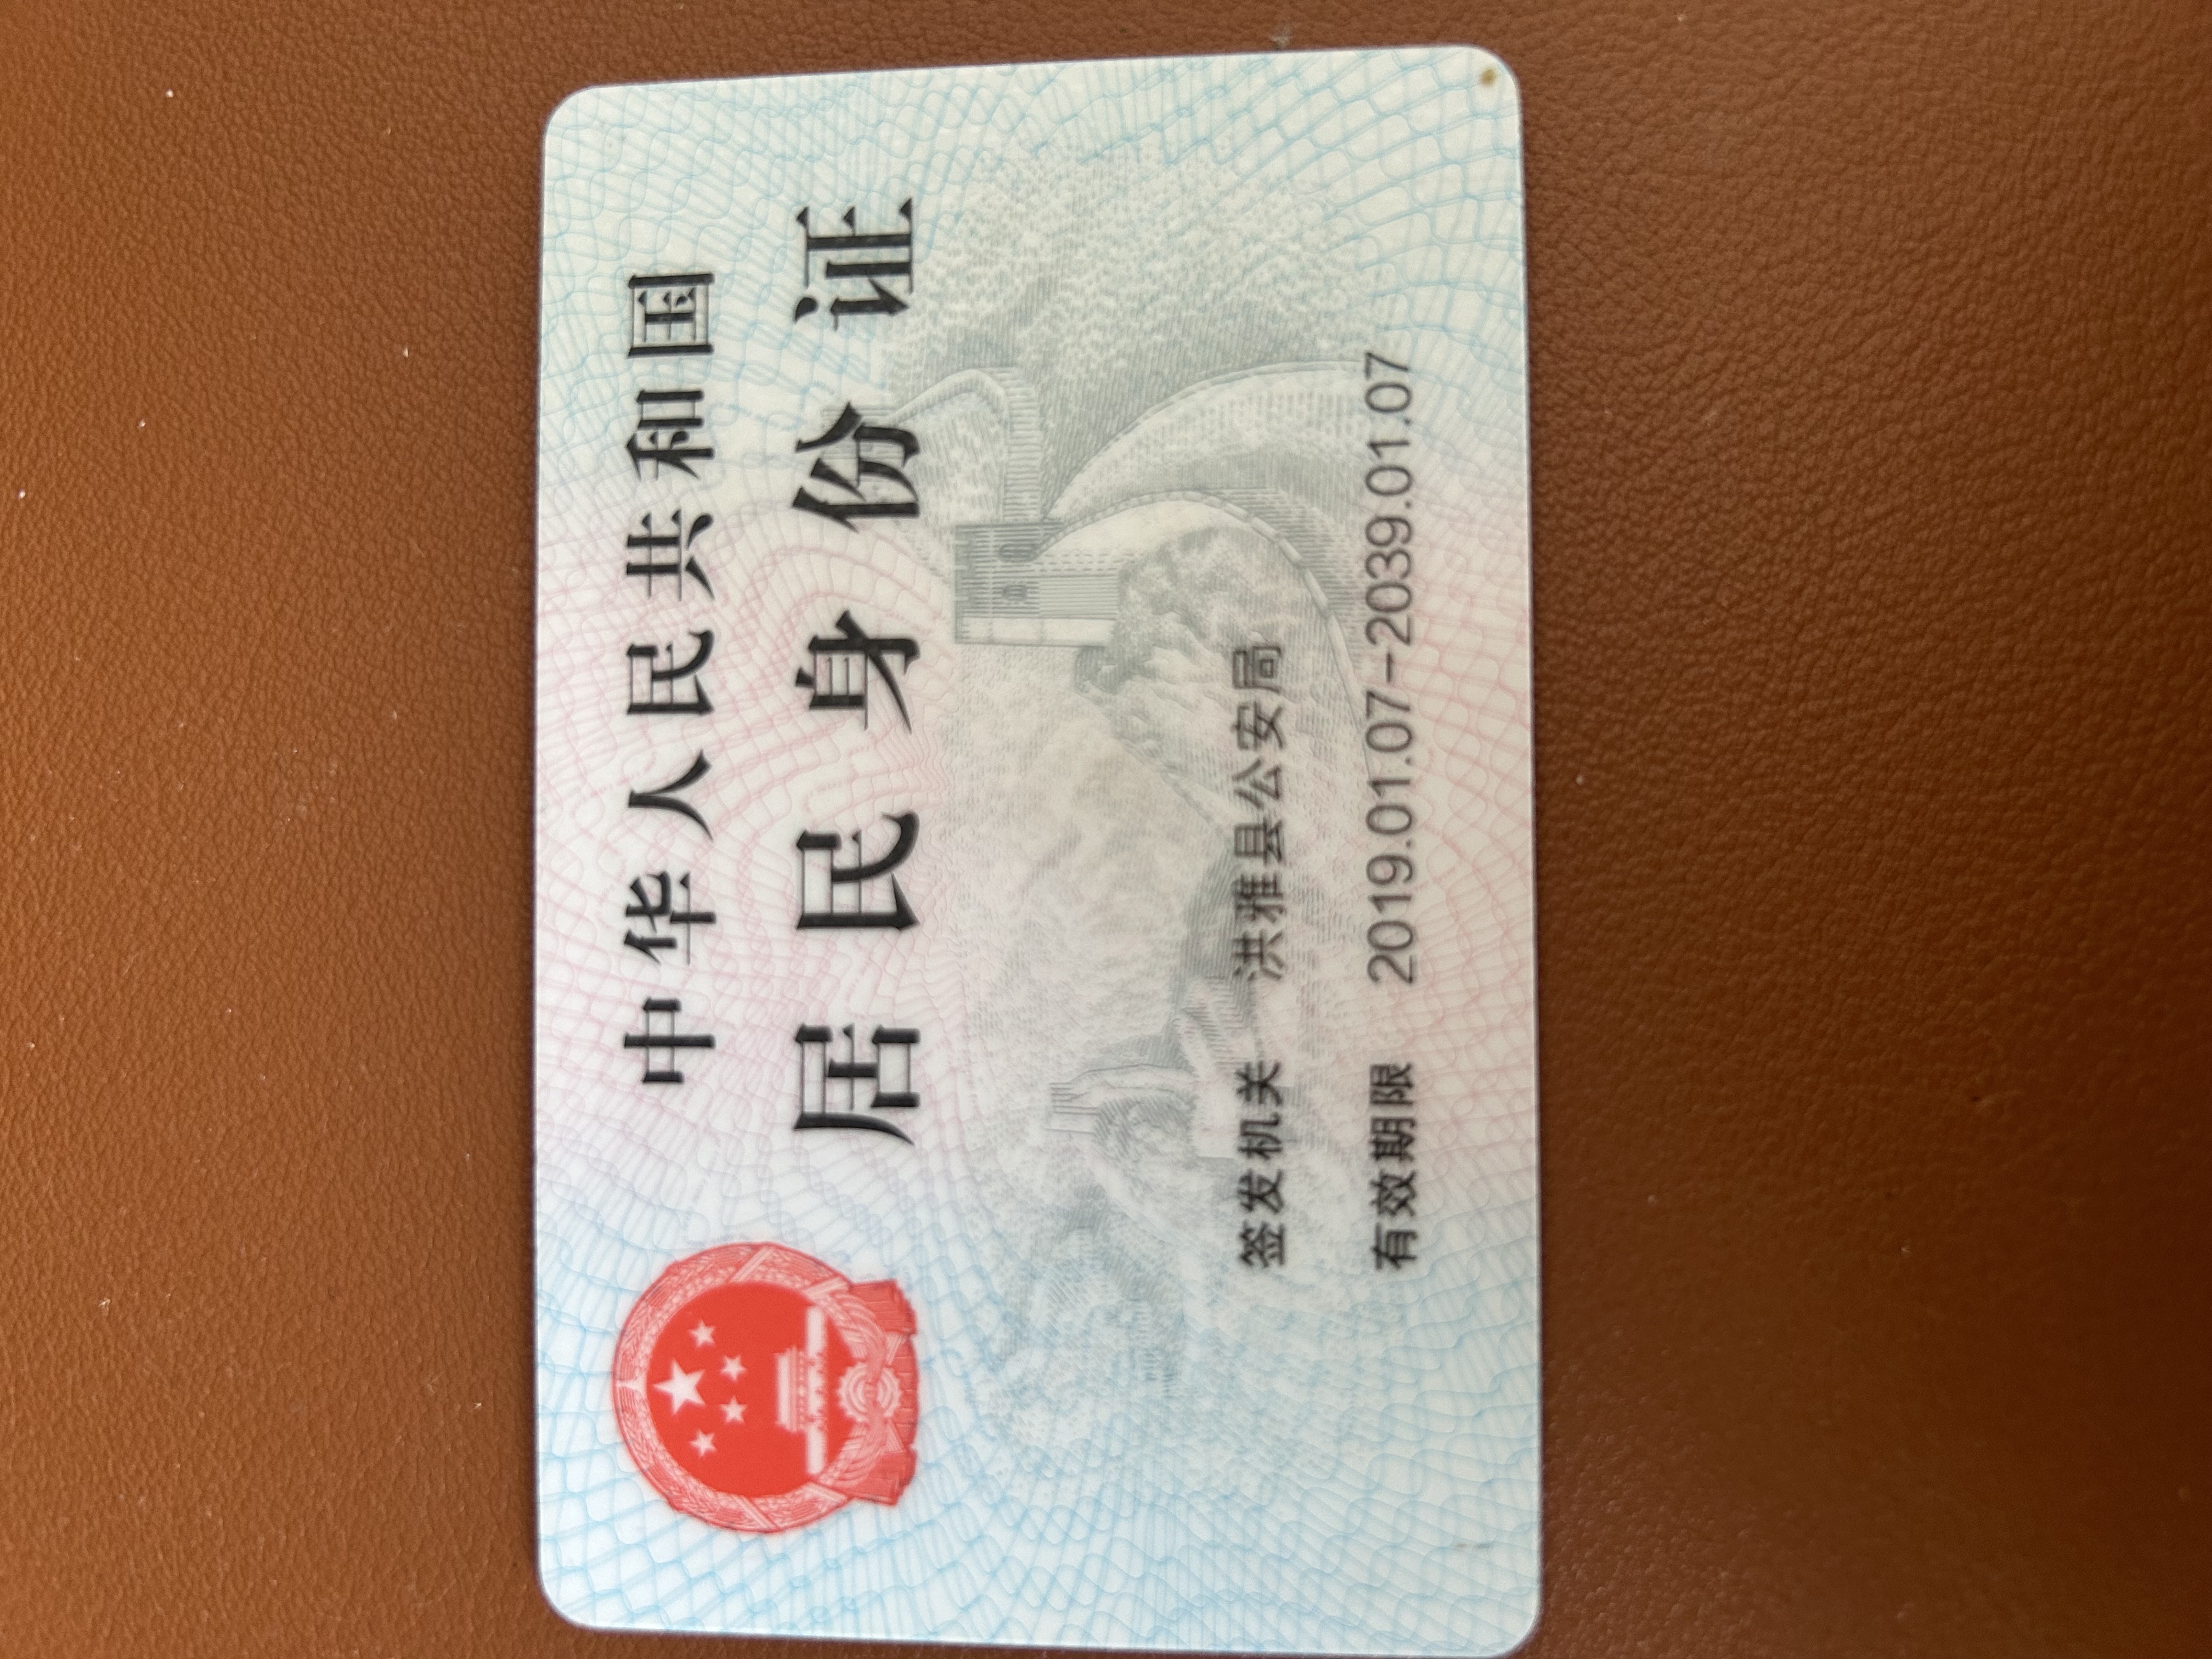 中华人民共和国
居民身份证
签发机关 洪雅县公安局
有效期限 2019.01.07-2039.01.07